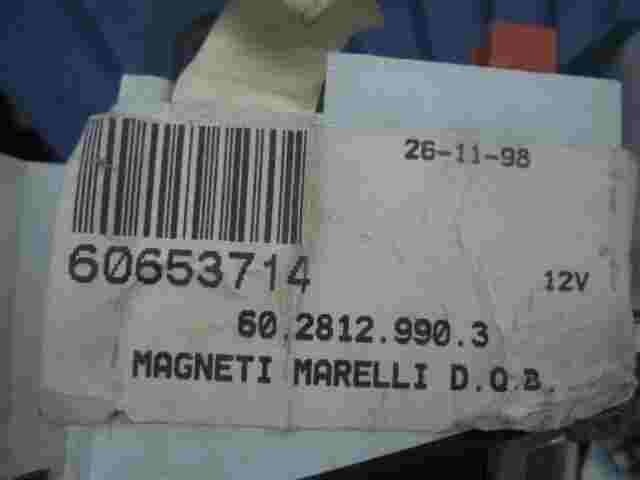 26-11-98
60653714
12V
60.2812.990.3
MAGNETI MARELLI D.Q.B.